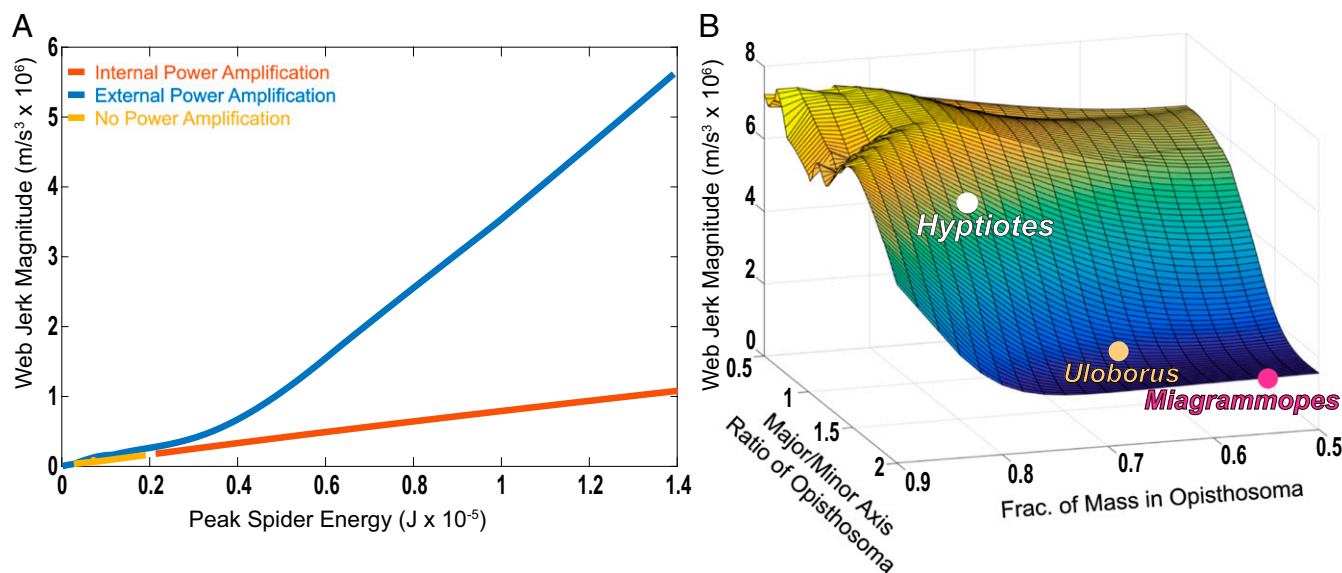 A
Web Jerk Magnitude (m/s³ x 10⁶)
6
5
4
3
2
1
0
Internal Power Amplification
External Power Amplification
No Power Amplification
0 0.2 0.4 0.6 0.8 1 1.2 1.4
Peak Spider Energy (J x 10⁻⁵)
B
Web Jerk Magnitude (m/s³ x 10⁶)
8
6
4
2
0
Hyptiotes
Uloborus
Miagrammopes
0.5
1
1.5
2
Major/Minor Axis
Ratio of Opisthosoma
0.9 0.8 0.7 0.6 0.5
Frac. of Mass in Opisthosoma